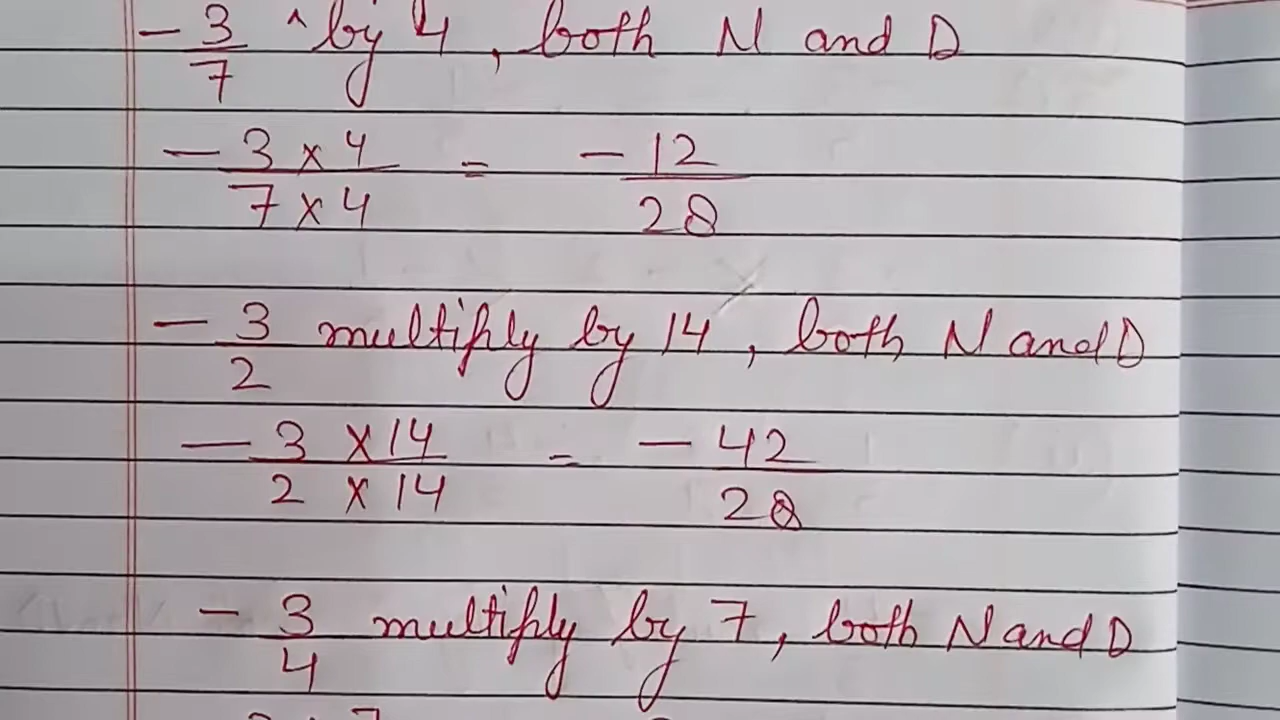 -3/7 ^ by 4, both N and D
-3×4/7×4 = -12/28
-3/2 multiply by 14, both N and D
-3×14/2×14 = -42/28
-3/4 multiply by 7, both N and D